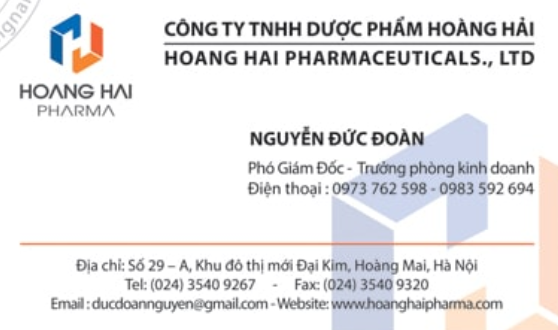 CÔNG TY TNHH DƯỢC PHẨM HOÀNG HẢI
HOANG HAI PHARMACEUTICALS., LTD
HOANG HAI
PHARMA
NGUYỄN ĐỨC ĐOÀN
Phó Giám Đốc - Trưởng phòng kinh doanh
Điện thoại : 0973 762 598 - 0983 592 694
Địa chỉ: Số 29 – A, Khu đô thị mới Đại Kim, Hoàng Mai, Hà Nội
Tel: (024) 3540 9267 - Fax: (024) 3540 9320
Email : ducdoannguyen@gmail.com - Website: www.hoanghaipharma.com